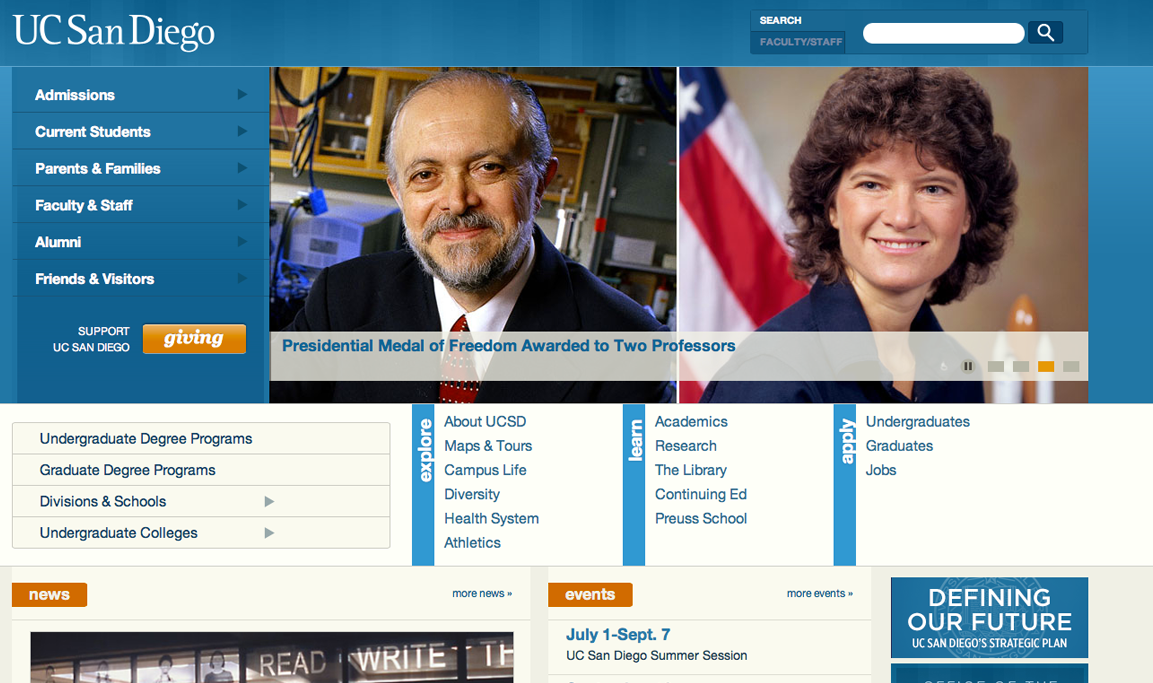 UC San Diego
SEARCH
FACULTY/STAFF
Admissions
Current Students
Parents & Families
Faculty & Staff
Alumni
Friends & Visitors
SUPPORT
UC SAN DIEGO
giving
Presidential Medal of Freedom Awarded to Two Professors
Undergraduate Degree Programs
Graduate Degree Programs
Divisions & Schools
Undergraduate Colleges
explore
About UCSD
Maps & Tours
Campus Life
Diversity
Health System
Athletics
learn
Academics
Research
The Library
Continuing Ed
Preuss School
apply
Undergraduates
Graduates
Jobs
news
more news »
READ WRITE TH
events
more events »
July 1-Sept. 7
UC San Diego Summer Session
DEFINING
OUR FUTURE
UC SAN DIEGO'S STRATEGIC PLAN
OFFICE OF THE